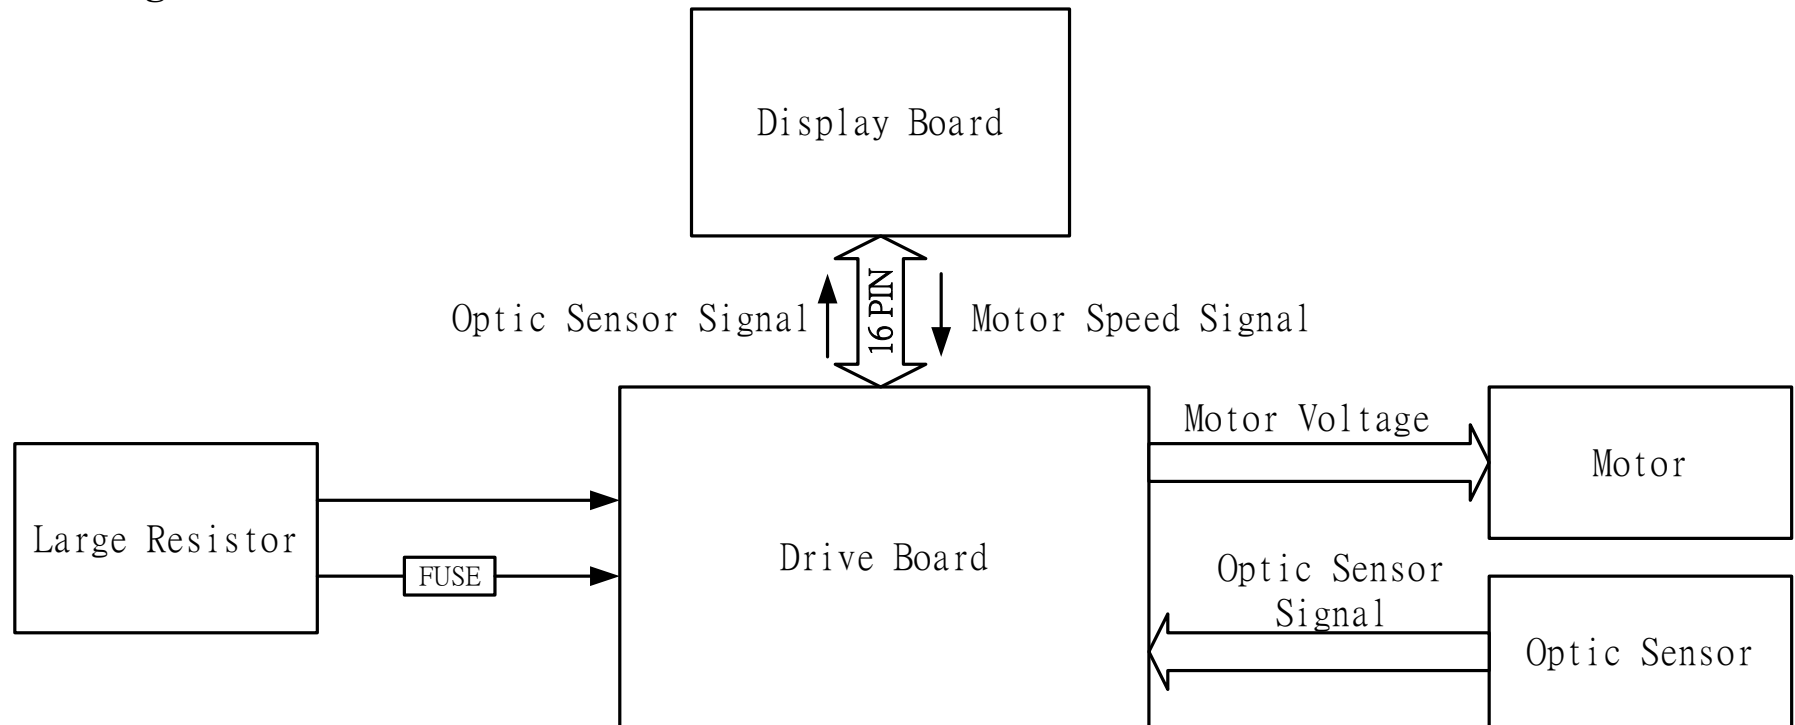 Display Board
Optic Sensor Signal
16 PIN
Motor Speed Signal
Motor Voltage
Motor
Large Resistor
FUSE
Drive Board
Optic Sensor
Signal
Optic Sensor